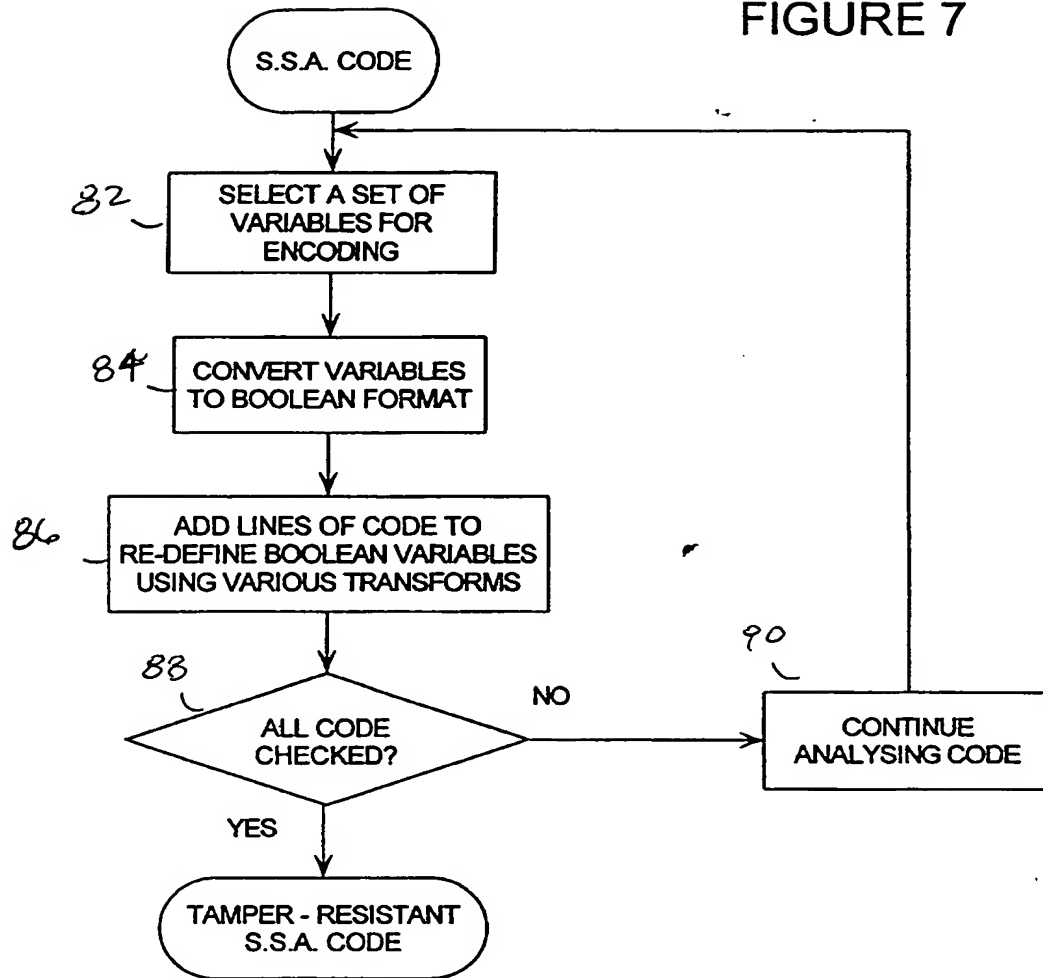 FIGURE 7
S.S.A. CODE
82
SELECT A SET OF
VARIABLES FOR
ENCODING
84
CONVERT VARIABLES
TO BOOLEAN FORMAT
86
ADD LINES OF CODE TO
RE-DEFINE BOOLEAN VARIABLES
USING VARIOUS TRANSFORMS
88
ALL CODE
CHECKED?
NO
90
CONTINUE
ANALYSING CODE
YES
TAMPER - RESISTANT
S.S.A. CODE